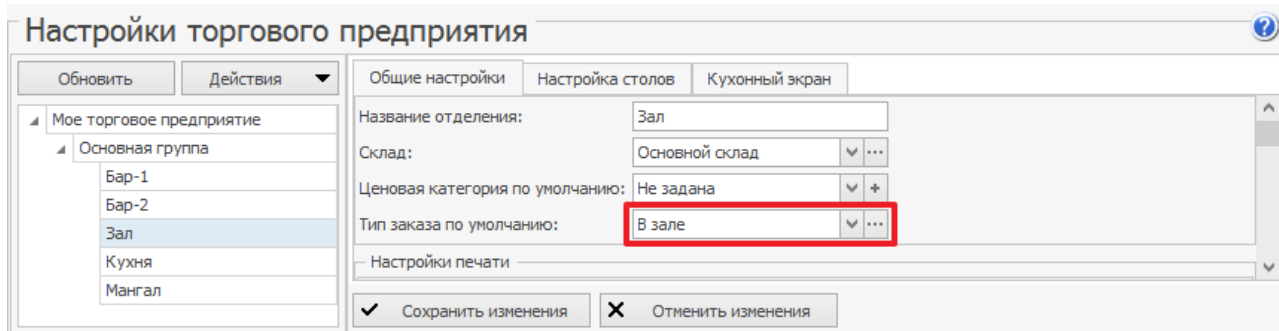 Настройки торгового предприятия
Обновить
Действия
Мое торговое предприятие
Основная группа
Бар-1
Бар-2
Зал
Кухня
Мангал
Общие настройки
Настройка столов
Кухонный экран
Название отделения: Зал
Склад: Основной склад
Ценовая категория по умолчанию: Не задана
Тип заказа по умолчанию: В зале
Настройки печати
Сохранить изменения
Отменить изменения